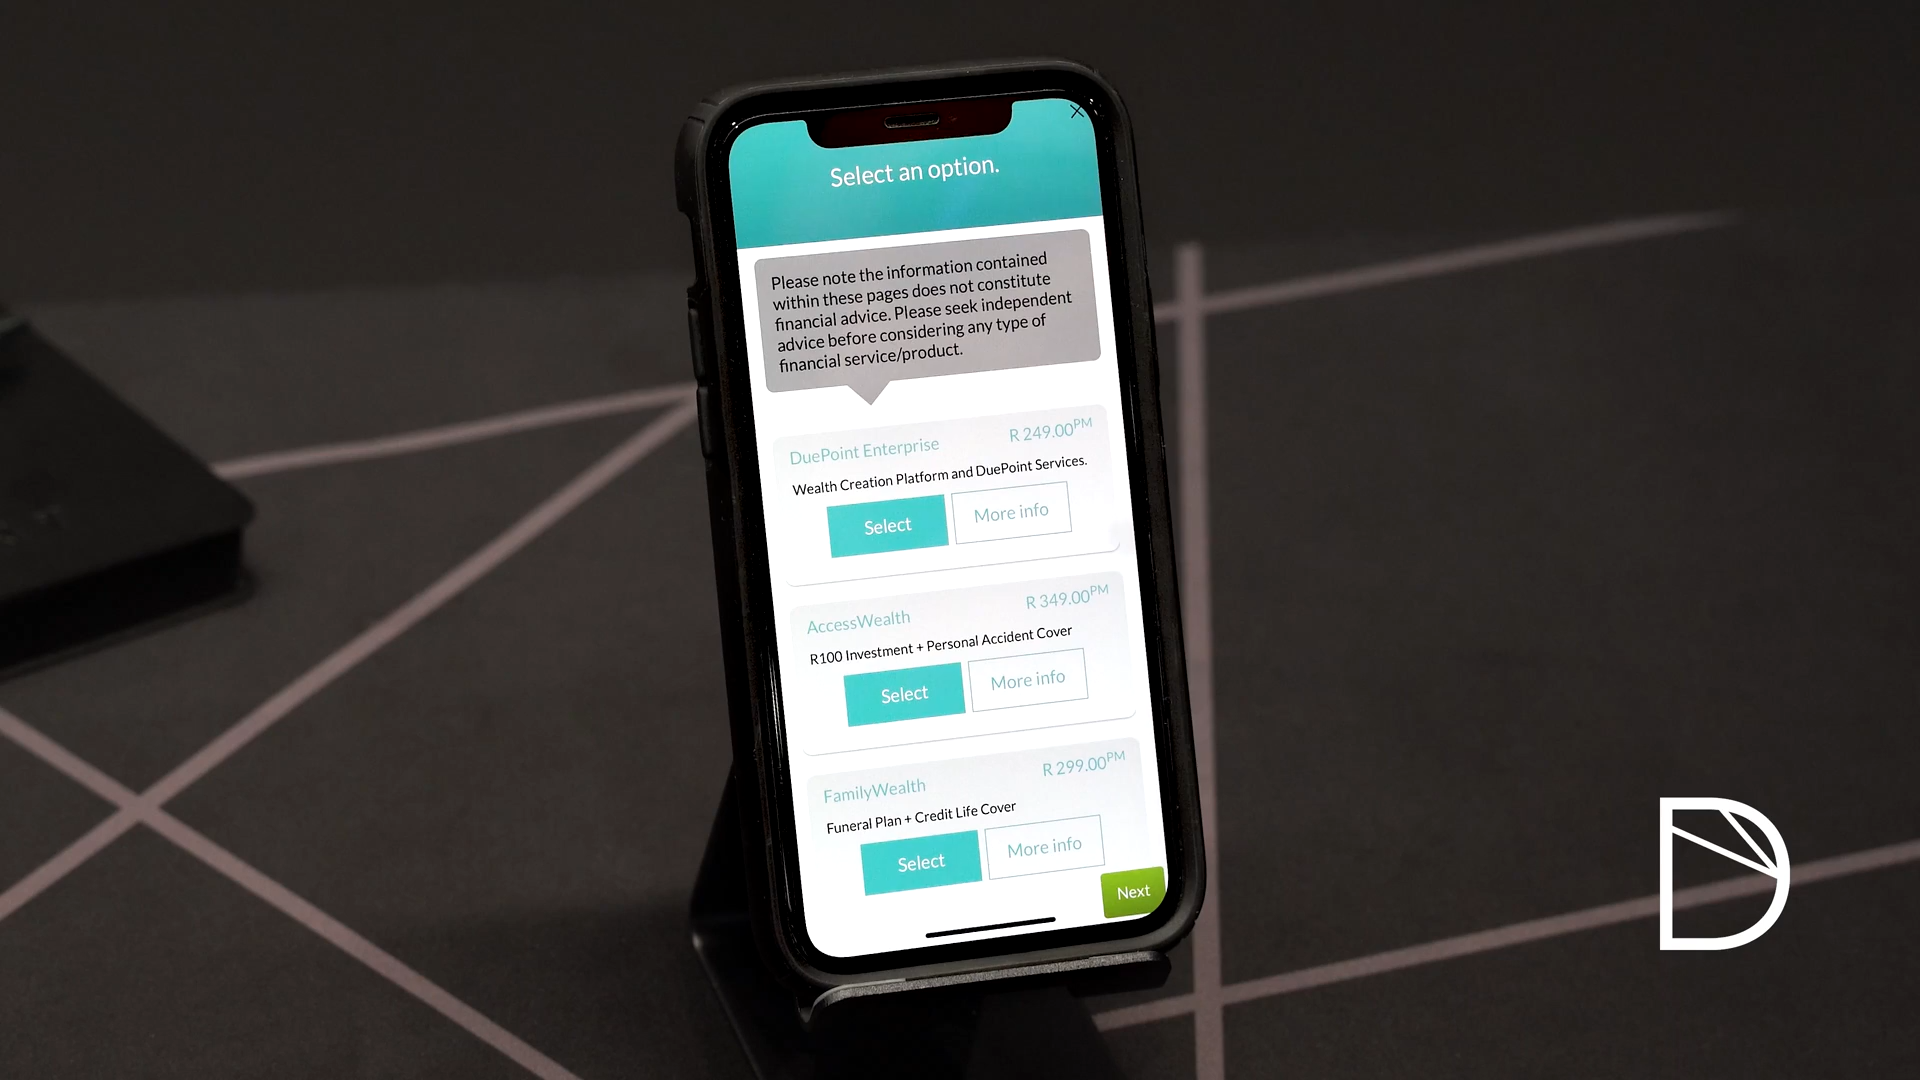 Select an option.
Please note the information contained
within these pages does not constitute
financial advice. Please seek independent
advice before considering any type of
financial service/product.
DuePoint Enterprise R 249.00PM
Wealth Creation Platform and DuePoint Services.
Select More info
AccessWealth R 349.00PM
R100 Investment + Personal Accident Cover
Select More info
FamilyWealth R 299.00PM
Funeral Plan + Credit Life Cover
Select More info
Next